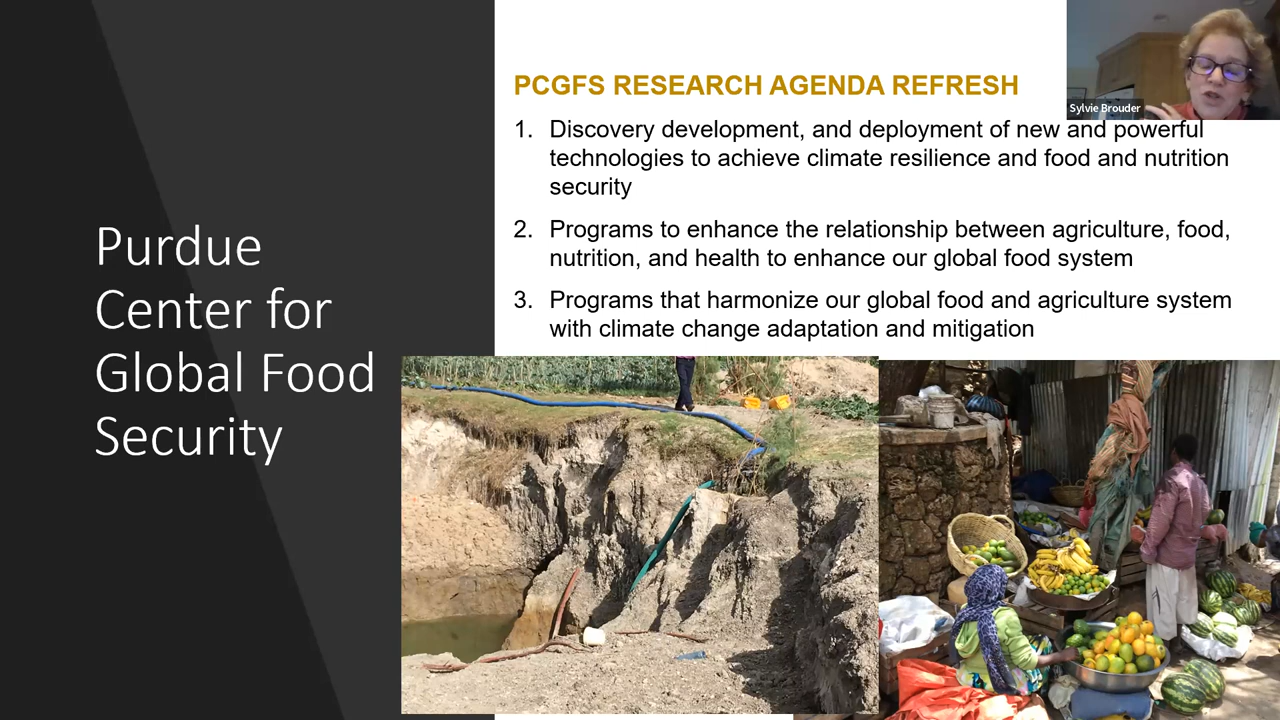 Purdue
Center for
Global Food
Security
PCGFS RESEARCH AGENDA REFRESH
1. Discovery development, and deployment of new and powerful
technologies to achieve climate resilience and food and nutrition
security
2. Programs to enhance the relationship between agriculture, food,
nutrition, and health to enhance our global food system
3. Programs that harmonize our global food and agriculture system
with climate change adaptation and mitigation
Sylvie Brouder